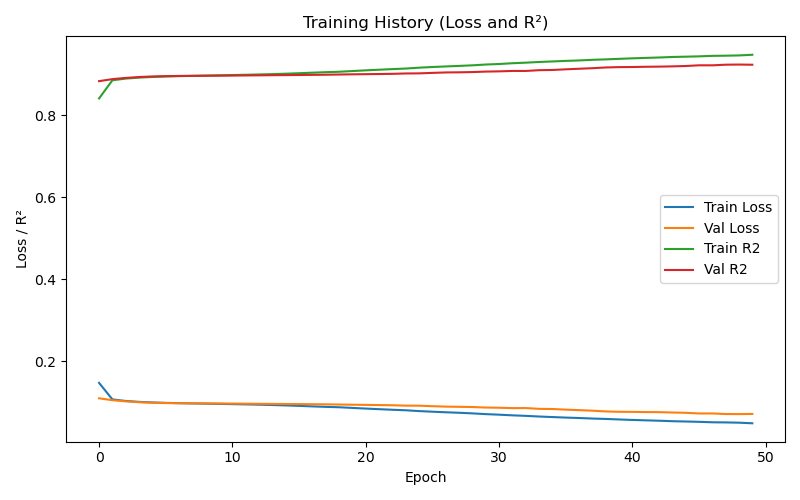 Training History (Loss and R²)
Loss / R²
0.8
0.6
0.4
0.2
Train Loss
Val Loss
Train R2
Val R2
0 10 20 30 40 50
Epoch